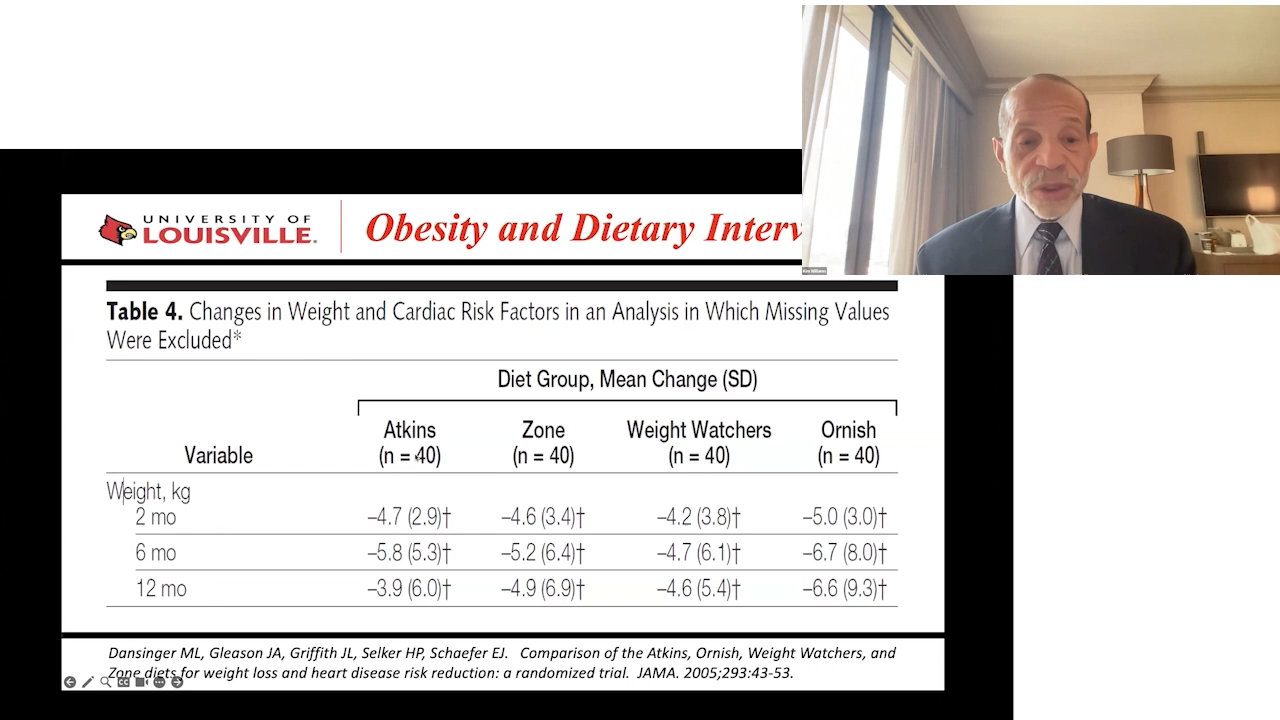 UNIVERSITY OF
LOUISVILLE.
Obesity and Dietary Interv
Table 4. Changes in Weight and Cardiac Risk Factors in an Analysis in Which Missing Values
Were Excluded*
Diet Group, Mean Change (SD)
Atkins Zone Weight Watchers Ornish
Variable (n = 40) (n = 40) (n = 40) (n = 40)
Weight, kg
2 mo –4.7 (2.9)† –4.6 (3.4)† –4.2 (3.8)† –5.0 (3.0)†
6 mo –5.8 (5.3)† –5.2 (6.4)† –4.7 (6.1)† –6.7 (8.0)†
12 mo –3.9 (6.0)† –4.9 (6.9)† –4.6 (5.4)† –6.6 (9.3)†
Dansinger ML, Gleason JA, Griffith JL, Selker HP, Schaefer EJ. Comparison of the Atkins, Ornish, Weight Watchers, and
Zone diets for weight loss and heart disease risk reduction: a randomized trial. JAMA. 2005;293:43-53.